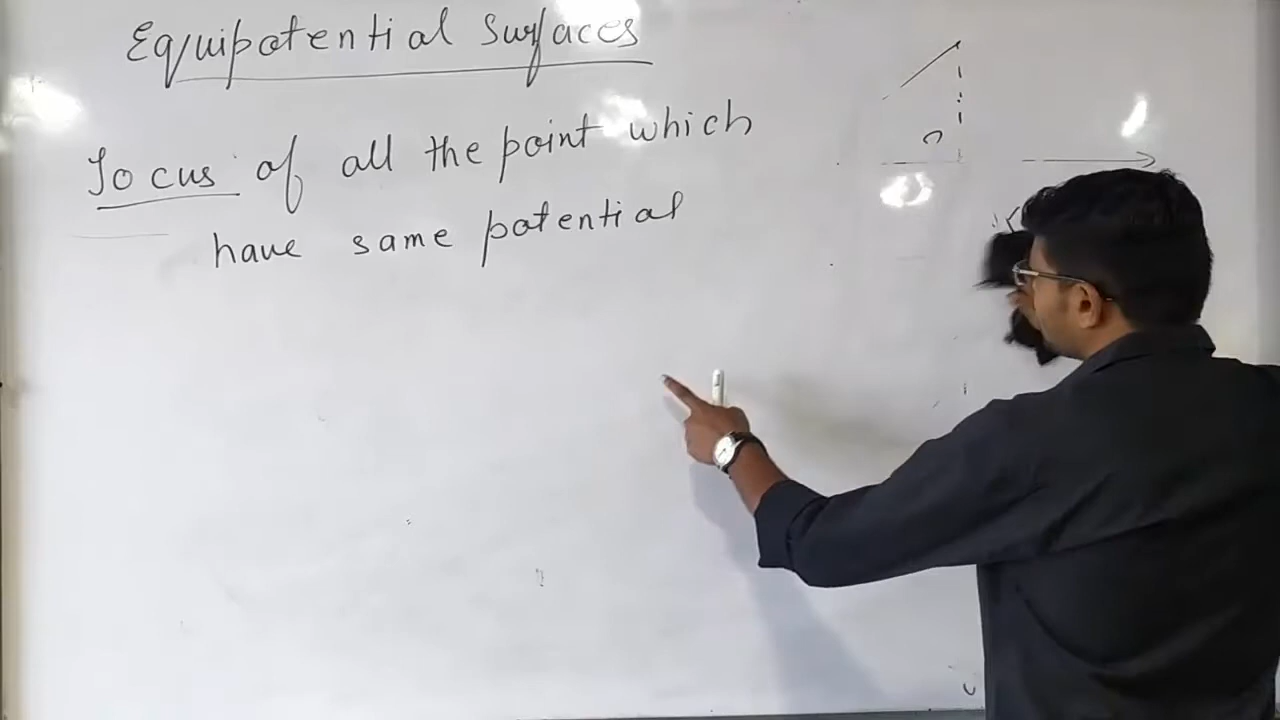 Equipotential Surfaces
Locus of all the point which
have same potential